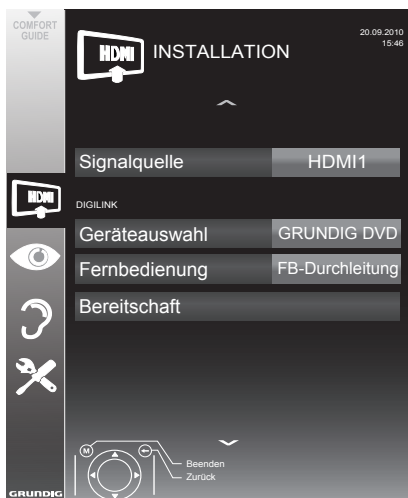 COMFORT
GUIDE
HDMI INSTALLATION
20.09.2010
15:46
Signalquelle HDMI1
HDMI
DIGILINK
Geräteauswahl GRUNDIG DVD
Fernbedienung FB-Durchleitung
Bereitschaft
M
Beenden
Zurück
GRUNDIG